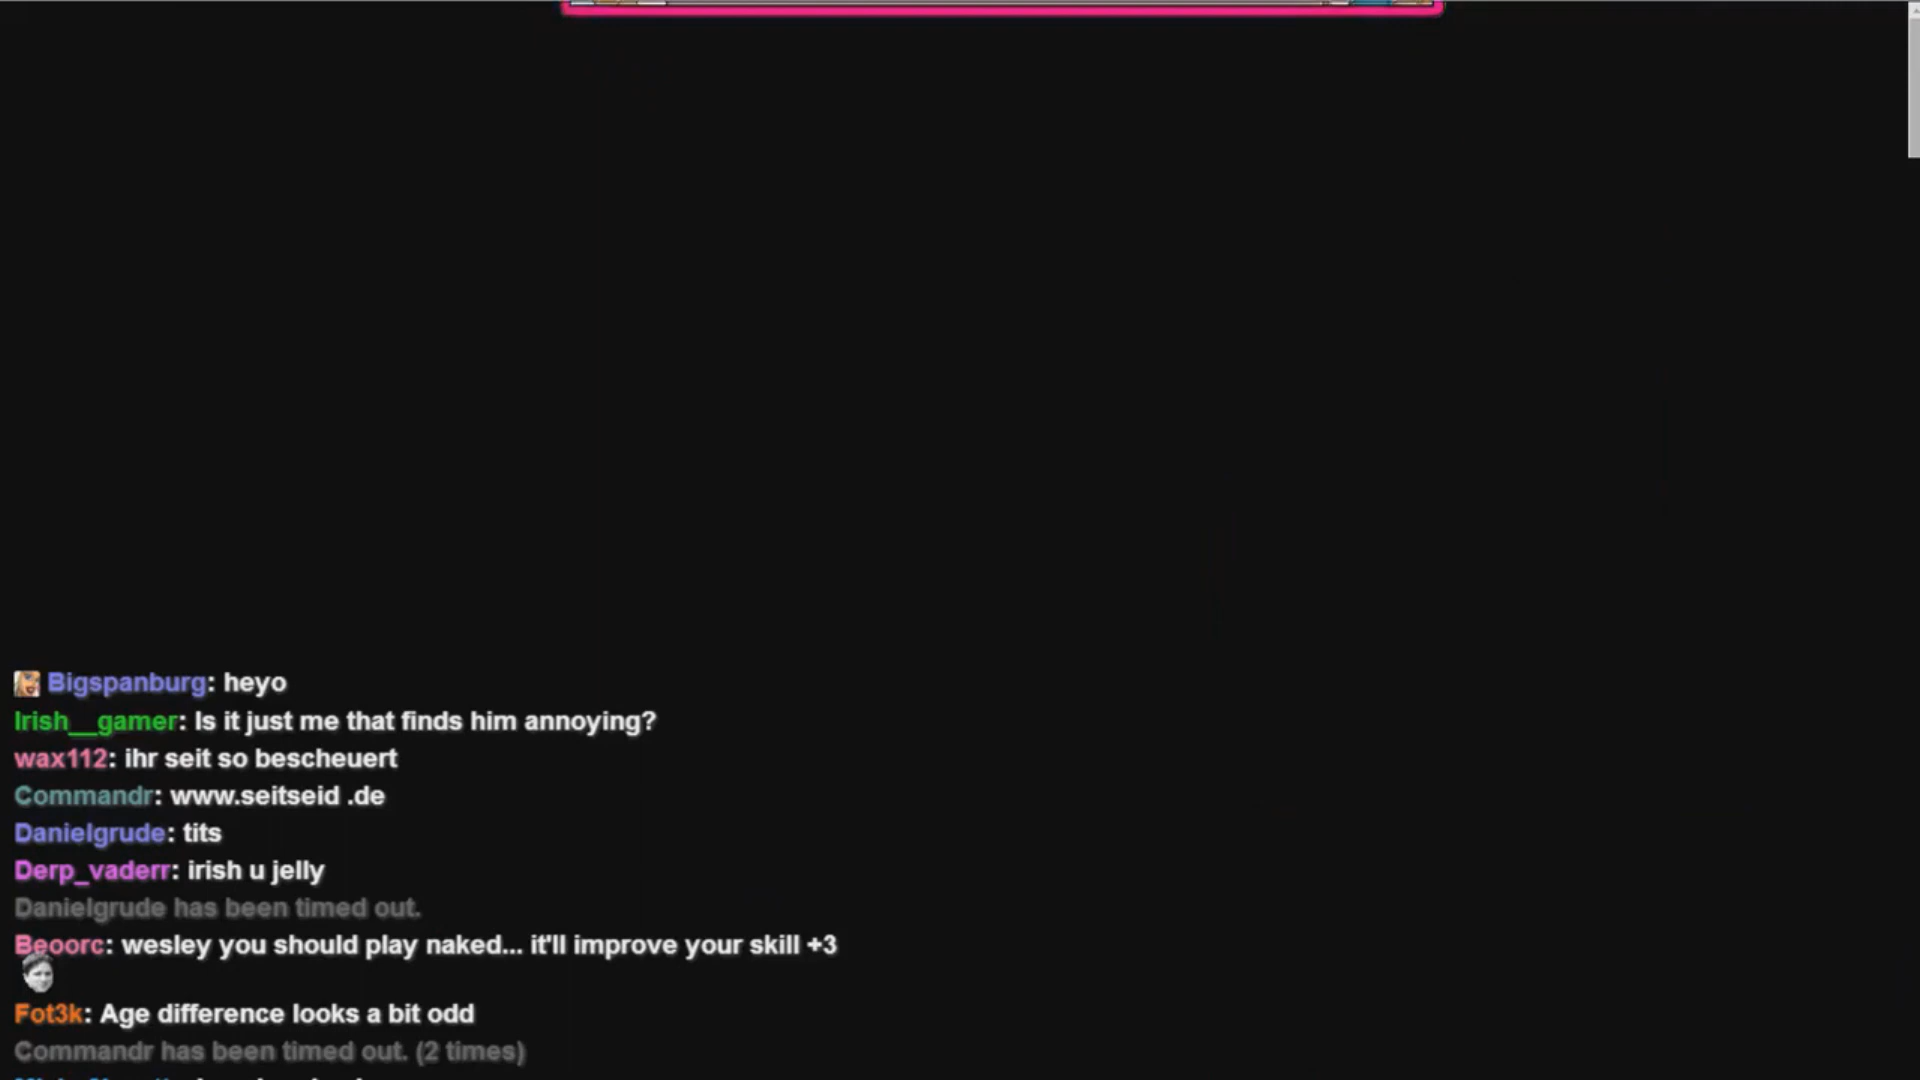 Bigspanburg: heyo
Irish__gamer: Is it just me that finds him annoying?
wax112: ihr seit so bescheuert
Commandr: www.seitseid .de
Danielgrude: tits
Derp_vaderr: irish u jelly
Danielgrude has been timed out.
Beoorc: wesley you should play naked... it'll improve your skill +3
Fot3k: Age difference looks a bit odd
Commandr has been timed out. (2 times)